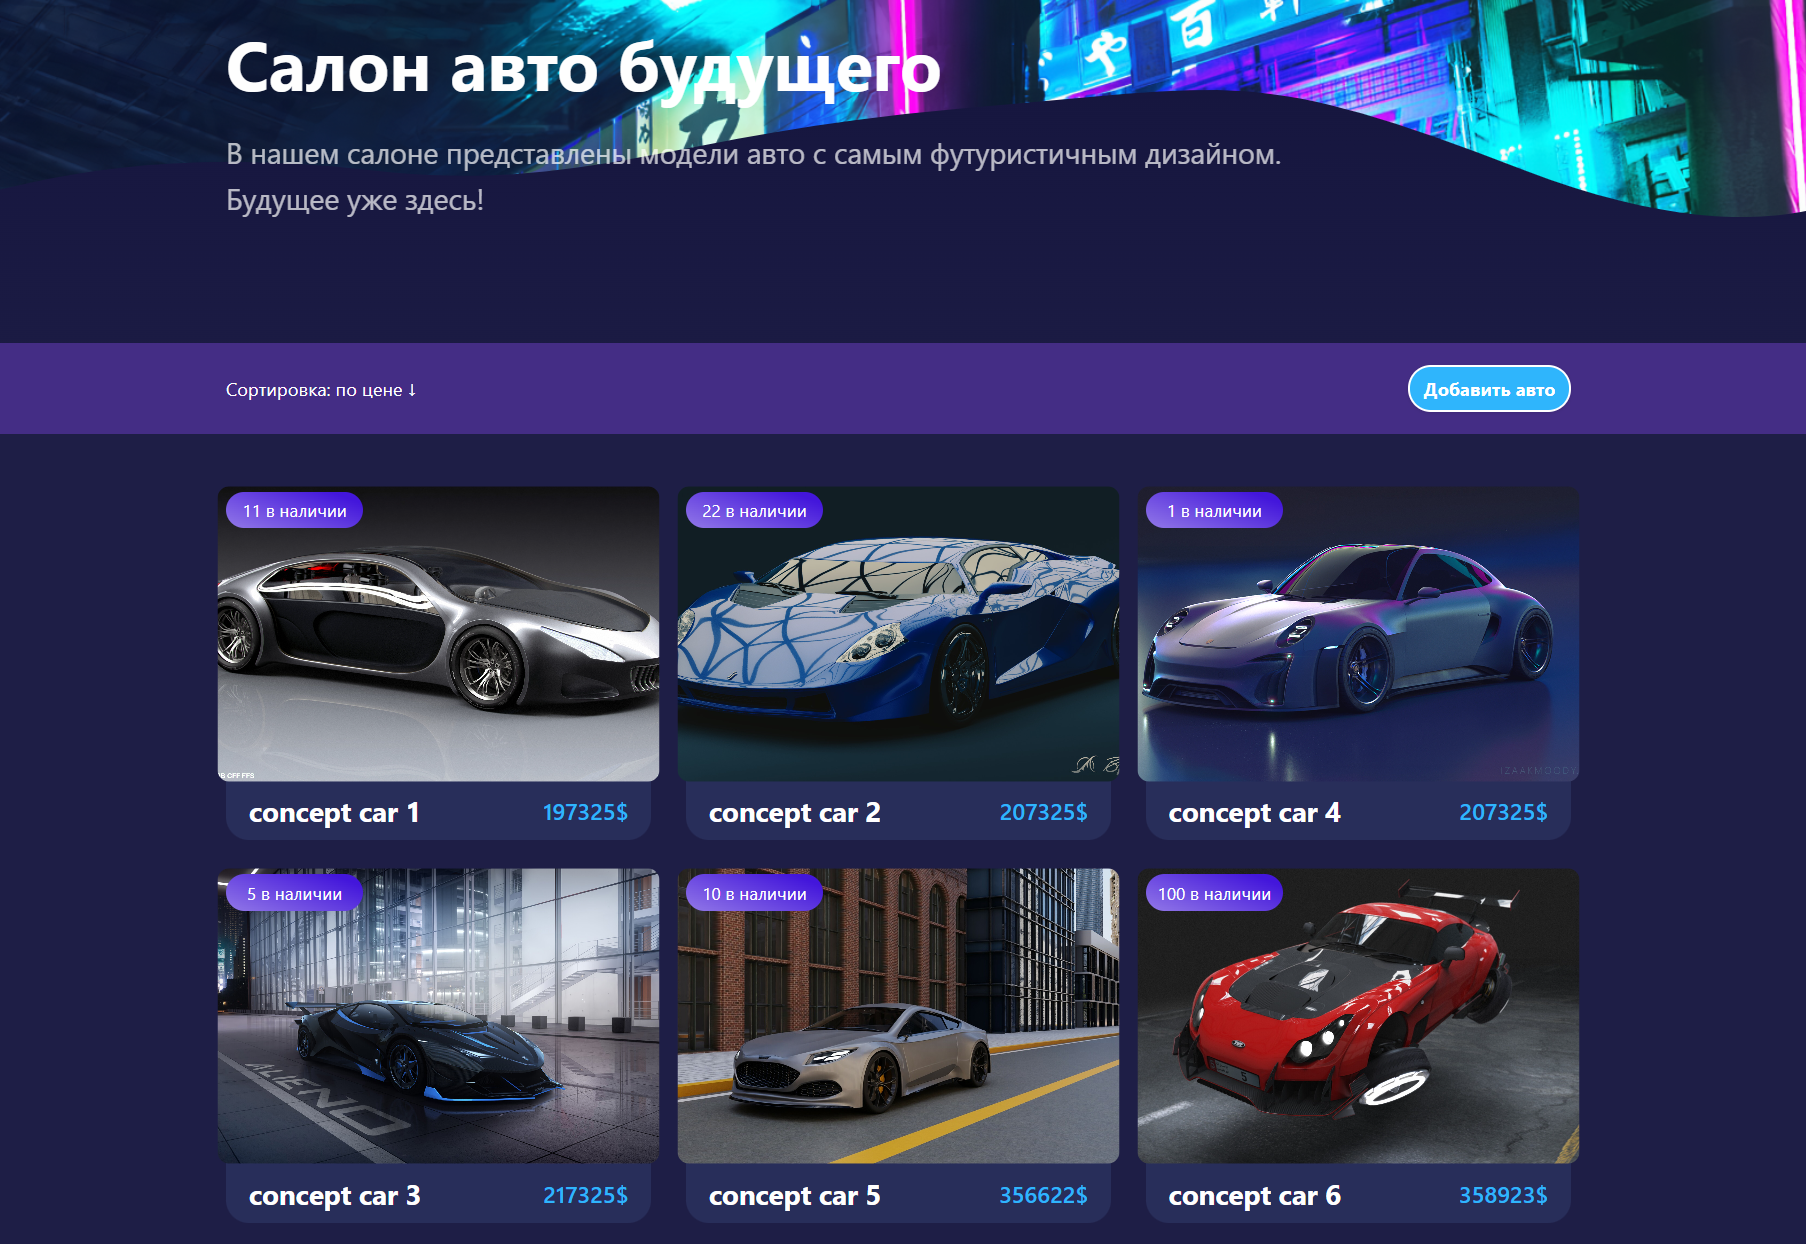 Салон авто будущего
В нашем салоне представлены модели авто с самым футуристичным дизайном.
Будущее уже здесь!
Сортировка: по цене ↓
Добавить авто
11 в наличии
22 в наличии
1 в наличии
IZAAKMOODY
concept car 1
197325$
concept car 2
207325$
concept car 4
207325$
5 в наличии
10 в наличии
100 в наличии
ALIENO
concept car 3
217325$
concept car 5
356622$
concept car 6
358923$